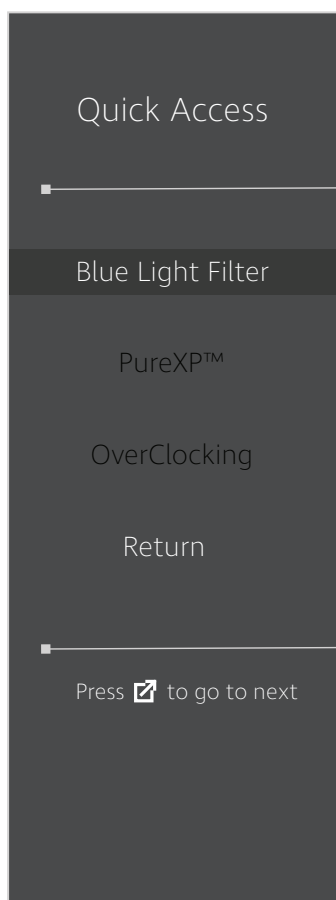 Quick Access
Blue Light Filter
PureXP™
OverClocking
Return
Press to go to next